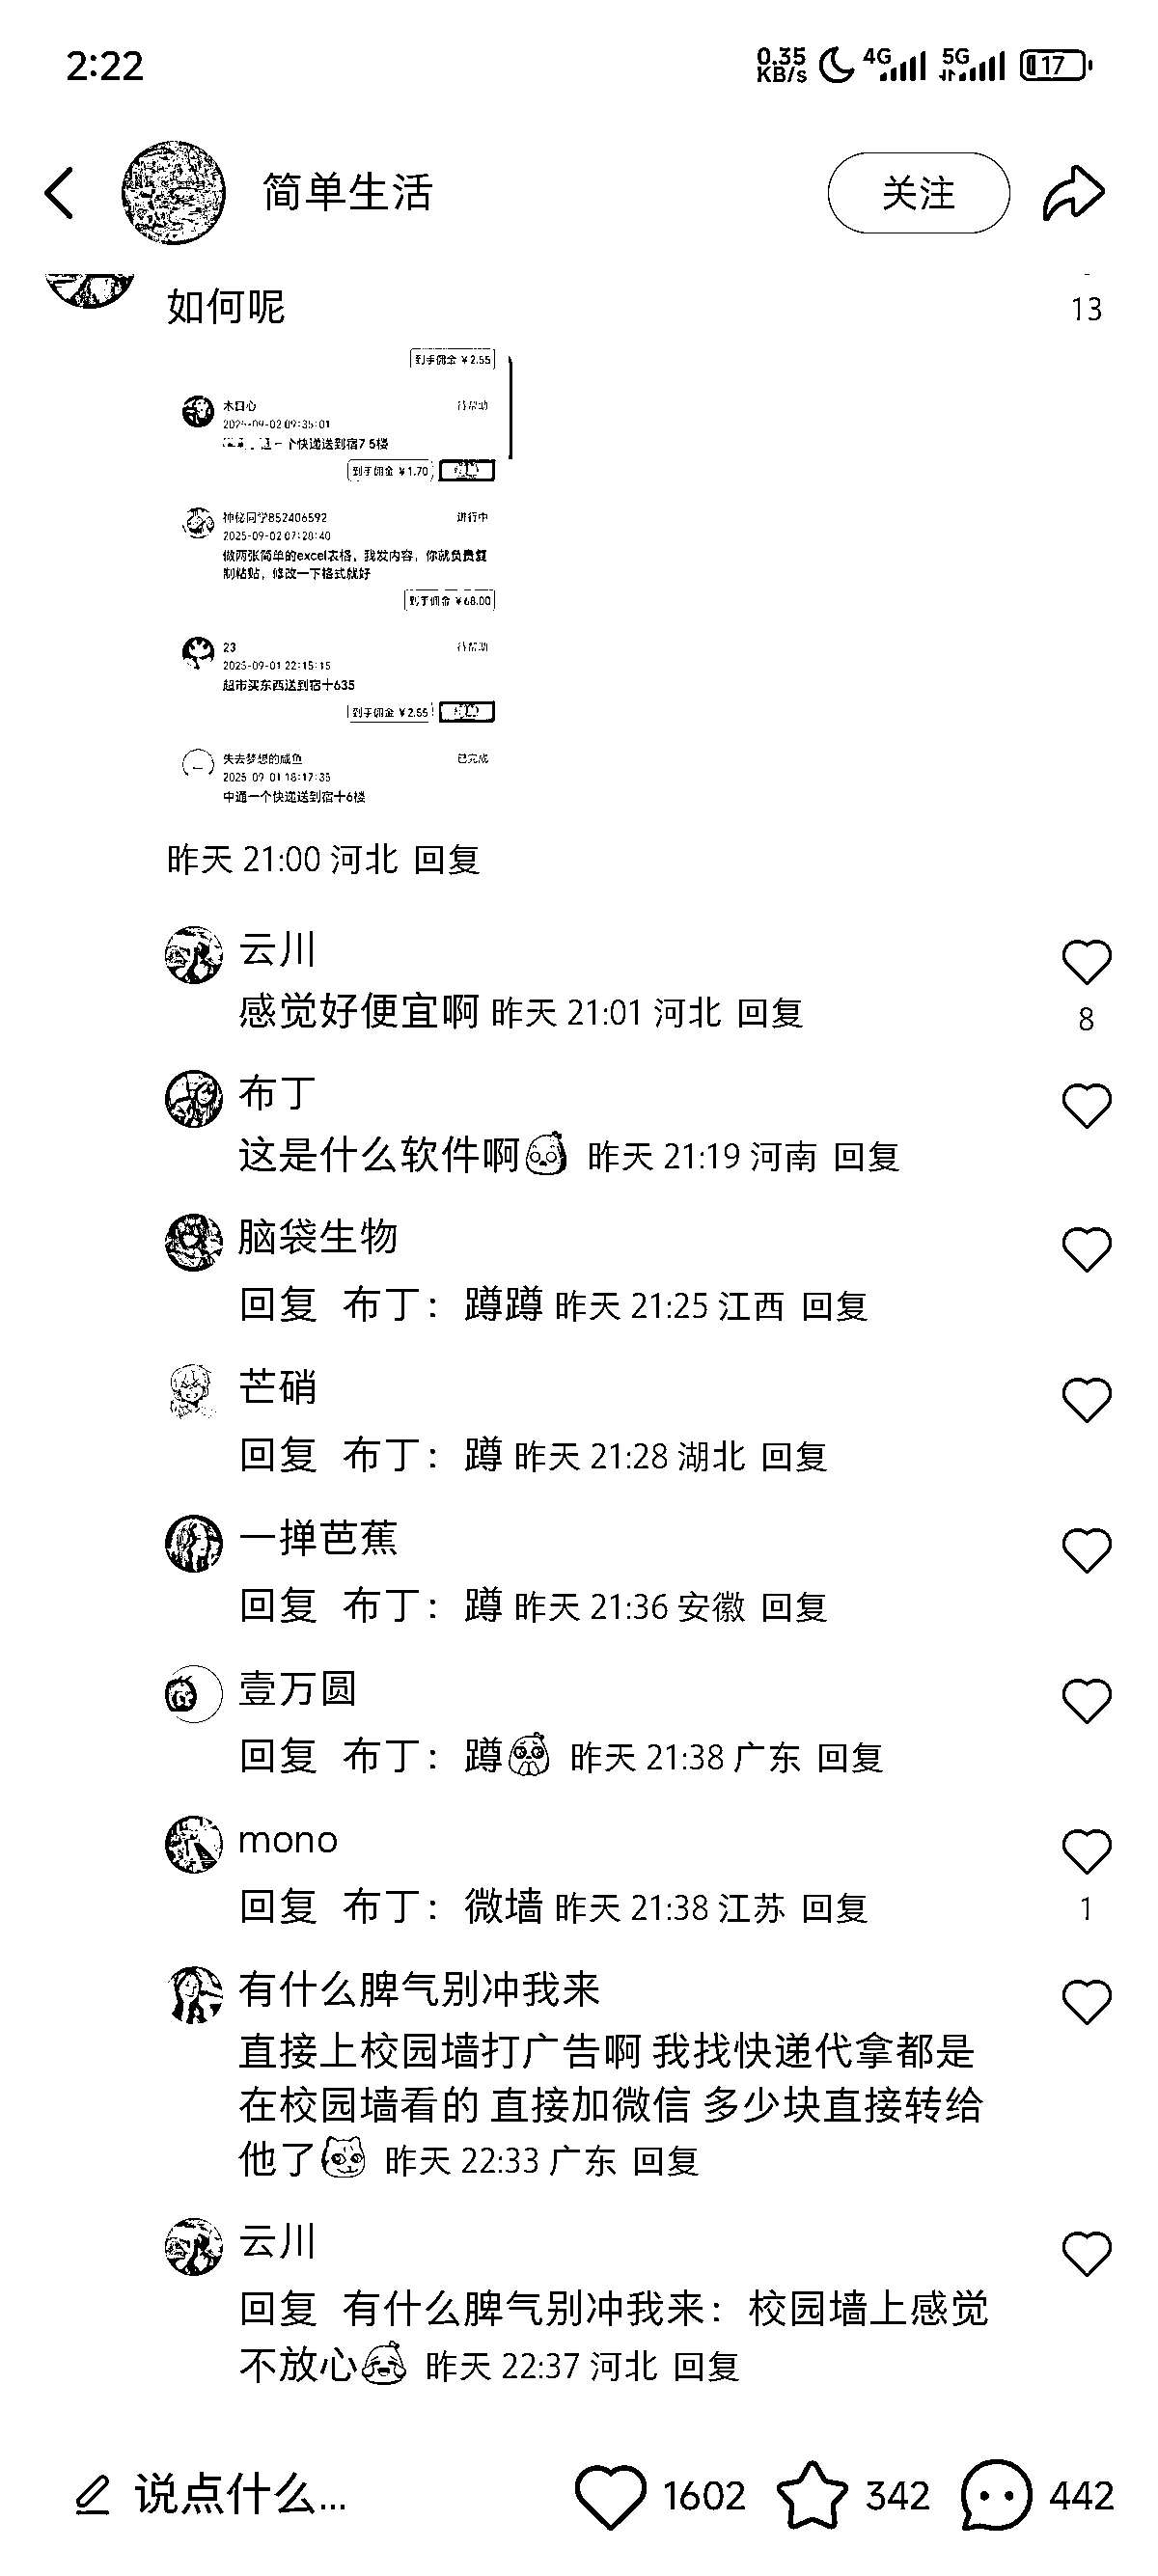 2:22
0.35 KB/s 4G 5G 17
简单生活 关注
如何呢
13
到手佣金 ¥2.55
木日心 待帮助
09-02 09:35:01
一个快递送到宿7 5楼
到手佣金 ¥1.70
神秘同学852406592 进行中
2025-09-02 07:28:40
做两张简单的excel表格，我发内容，你就负责复
制粘贴，修改一下格式就好
到手佣金 ¥68.00
23 待帮助
2025-09-01 22:15:15
超市买东西送到宿十635
到手佣金 ¥2.55
失去梦想的咸鱼 已完成
2025-09-01 18:17:35
中通一个快递送到宿十6楼
昨天 21:00 河北 回复
云川
感觉好便宜啊 昨天 21:01 河北 回复
8
布丁
这是什么软件啊 昨天 21:19 河南 回复
脑袋生物
回复 布丁：蹲蹲 昨天 21:25 江西 回复
芒硝
回复 布丁：蹲 昨天 21:28 湖北 回复
一掸芭蕉
回复 布丁：蹲 昨天 21:36 安徽 回复
壹万圆
回复 布丁：蹲 昨天 21:38 广东 回复
mono
回复 布丁：微墙 昨天 21:38 江苏 回复
1
有什么脾气别冲我来
直接上校园墙打广告啊 我找快递代拿都是
在校园墙看的 直接加微信 多少块直接转给
他了 昨天 22:33 广东 回复
云川
回复 有什么脾气别冲我来：校园墙上感觉
不放心 昨天 22:37 河北 回复
说点什么... 1602 342 442